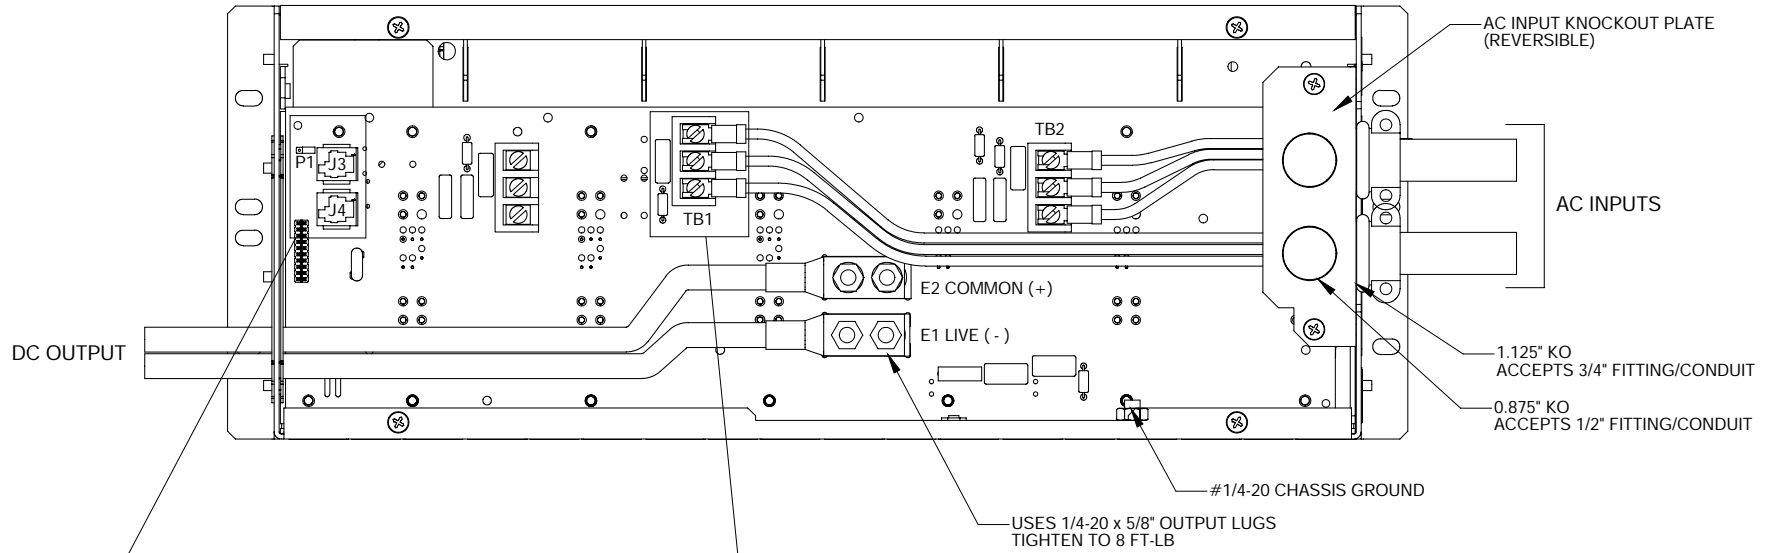 AC INPUT KNOCKOUT PLATE
(REVERSIBLE)
TB2
P1
J3
J4
TB1
AC INPUTS
E2 COMMON (+)
E1 LIVE ( - )
DC OUTPUT
1.125" KO
ACCEPTS 3/4" FITTING/CONDUIT
0.875" KO
ACCEPTS 1/2" FITTING/CONDUIT
#1/4-20 CHASSIS GROUND
USES 1/4-20 x 5/8" OUTPUT LUGS
TIGHTEN TO 8 FT-LB